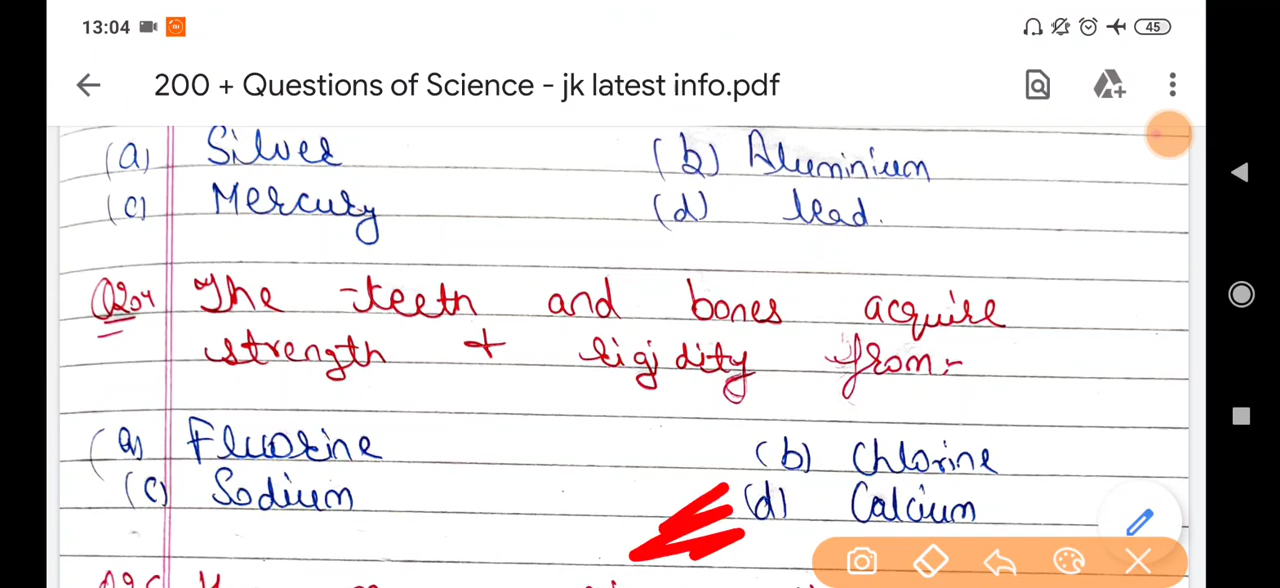 13:04 45
200 + Questions of Science - jk latest info.pdf
(a) Silver (b) Aluminium
(c) Mercury (d) lead.
Q204 The teeth and bones acquire
strength + rigidity from:-
(a) Fluorine (b) Chlorine
(c) Sodium (d) Calcium